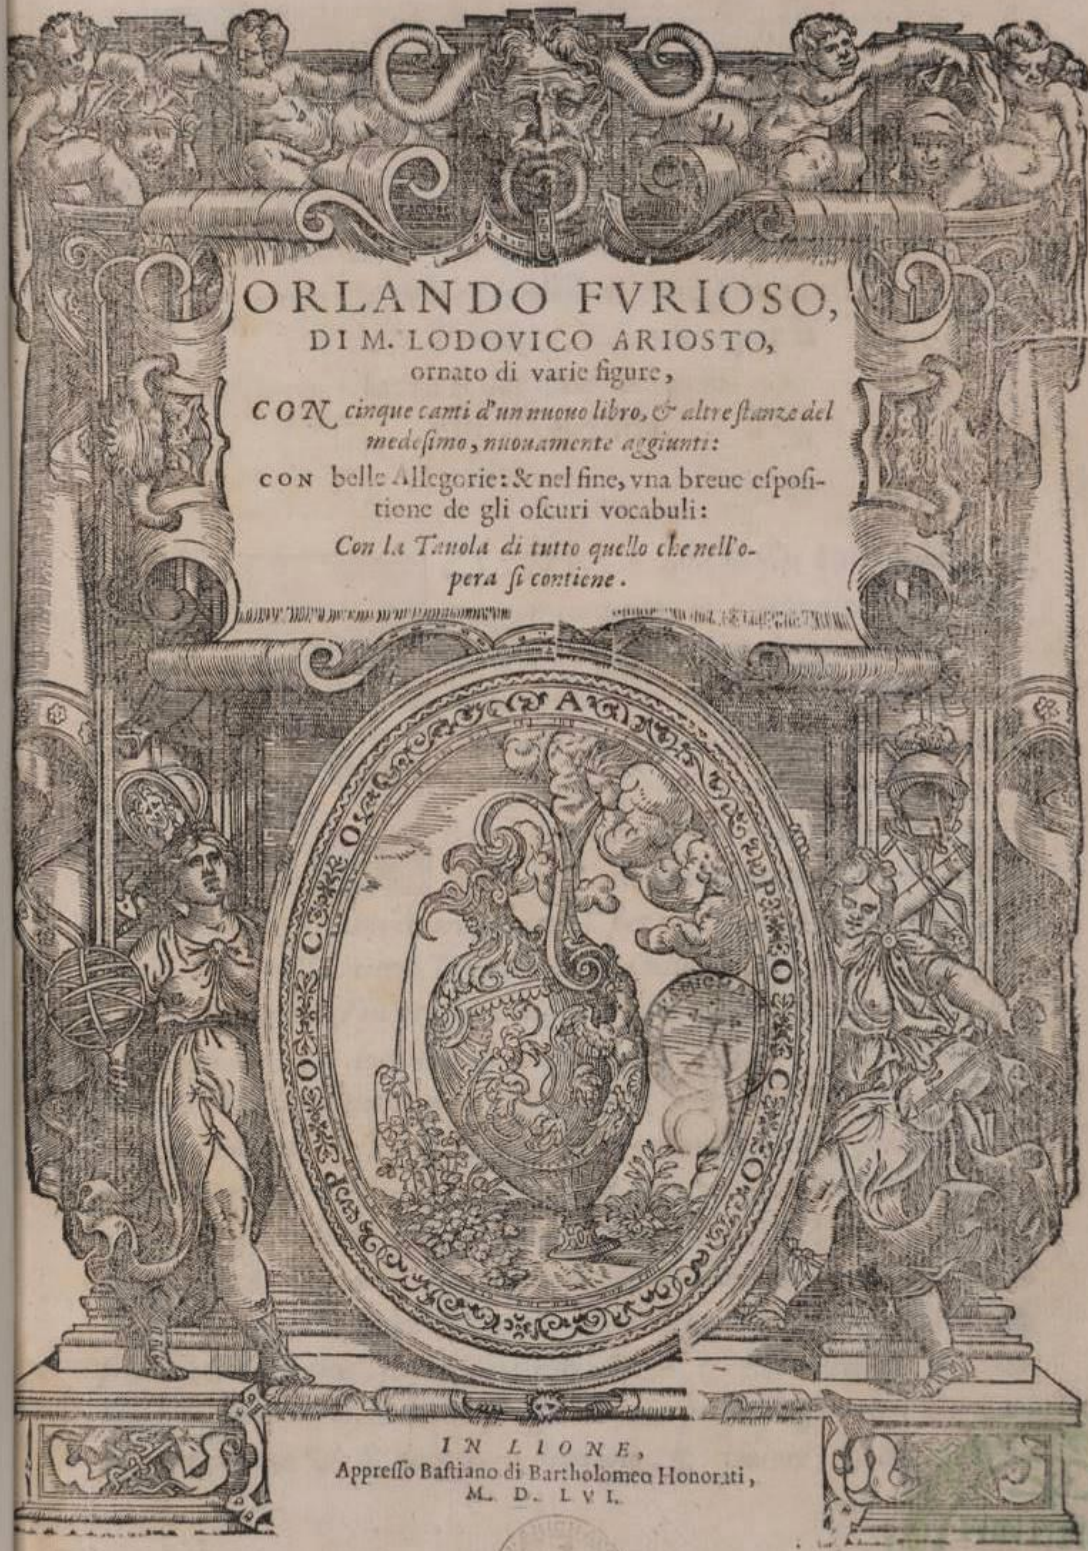 ORLANDO FVRIOSO,
DI M. LODOVICO ARIOSTO,
ornato di varie figure,
CON cinque canti d'un nuouo libro, & altre ſtanze del
medeſimo, nuouamente aggiunti:
CON belle Allegorie: & nel fine, vna breue eſpoſi-
tione de gli oſcuri vocabuli:
Con la Tauola di tutto quello che nell'o-
pera ſi contiene.
POCO A POCO
IN LIONE,
Appreſſo Baſtiano di Bartholomeo Honorati,
M. D. LVI.